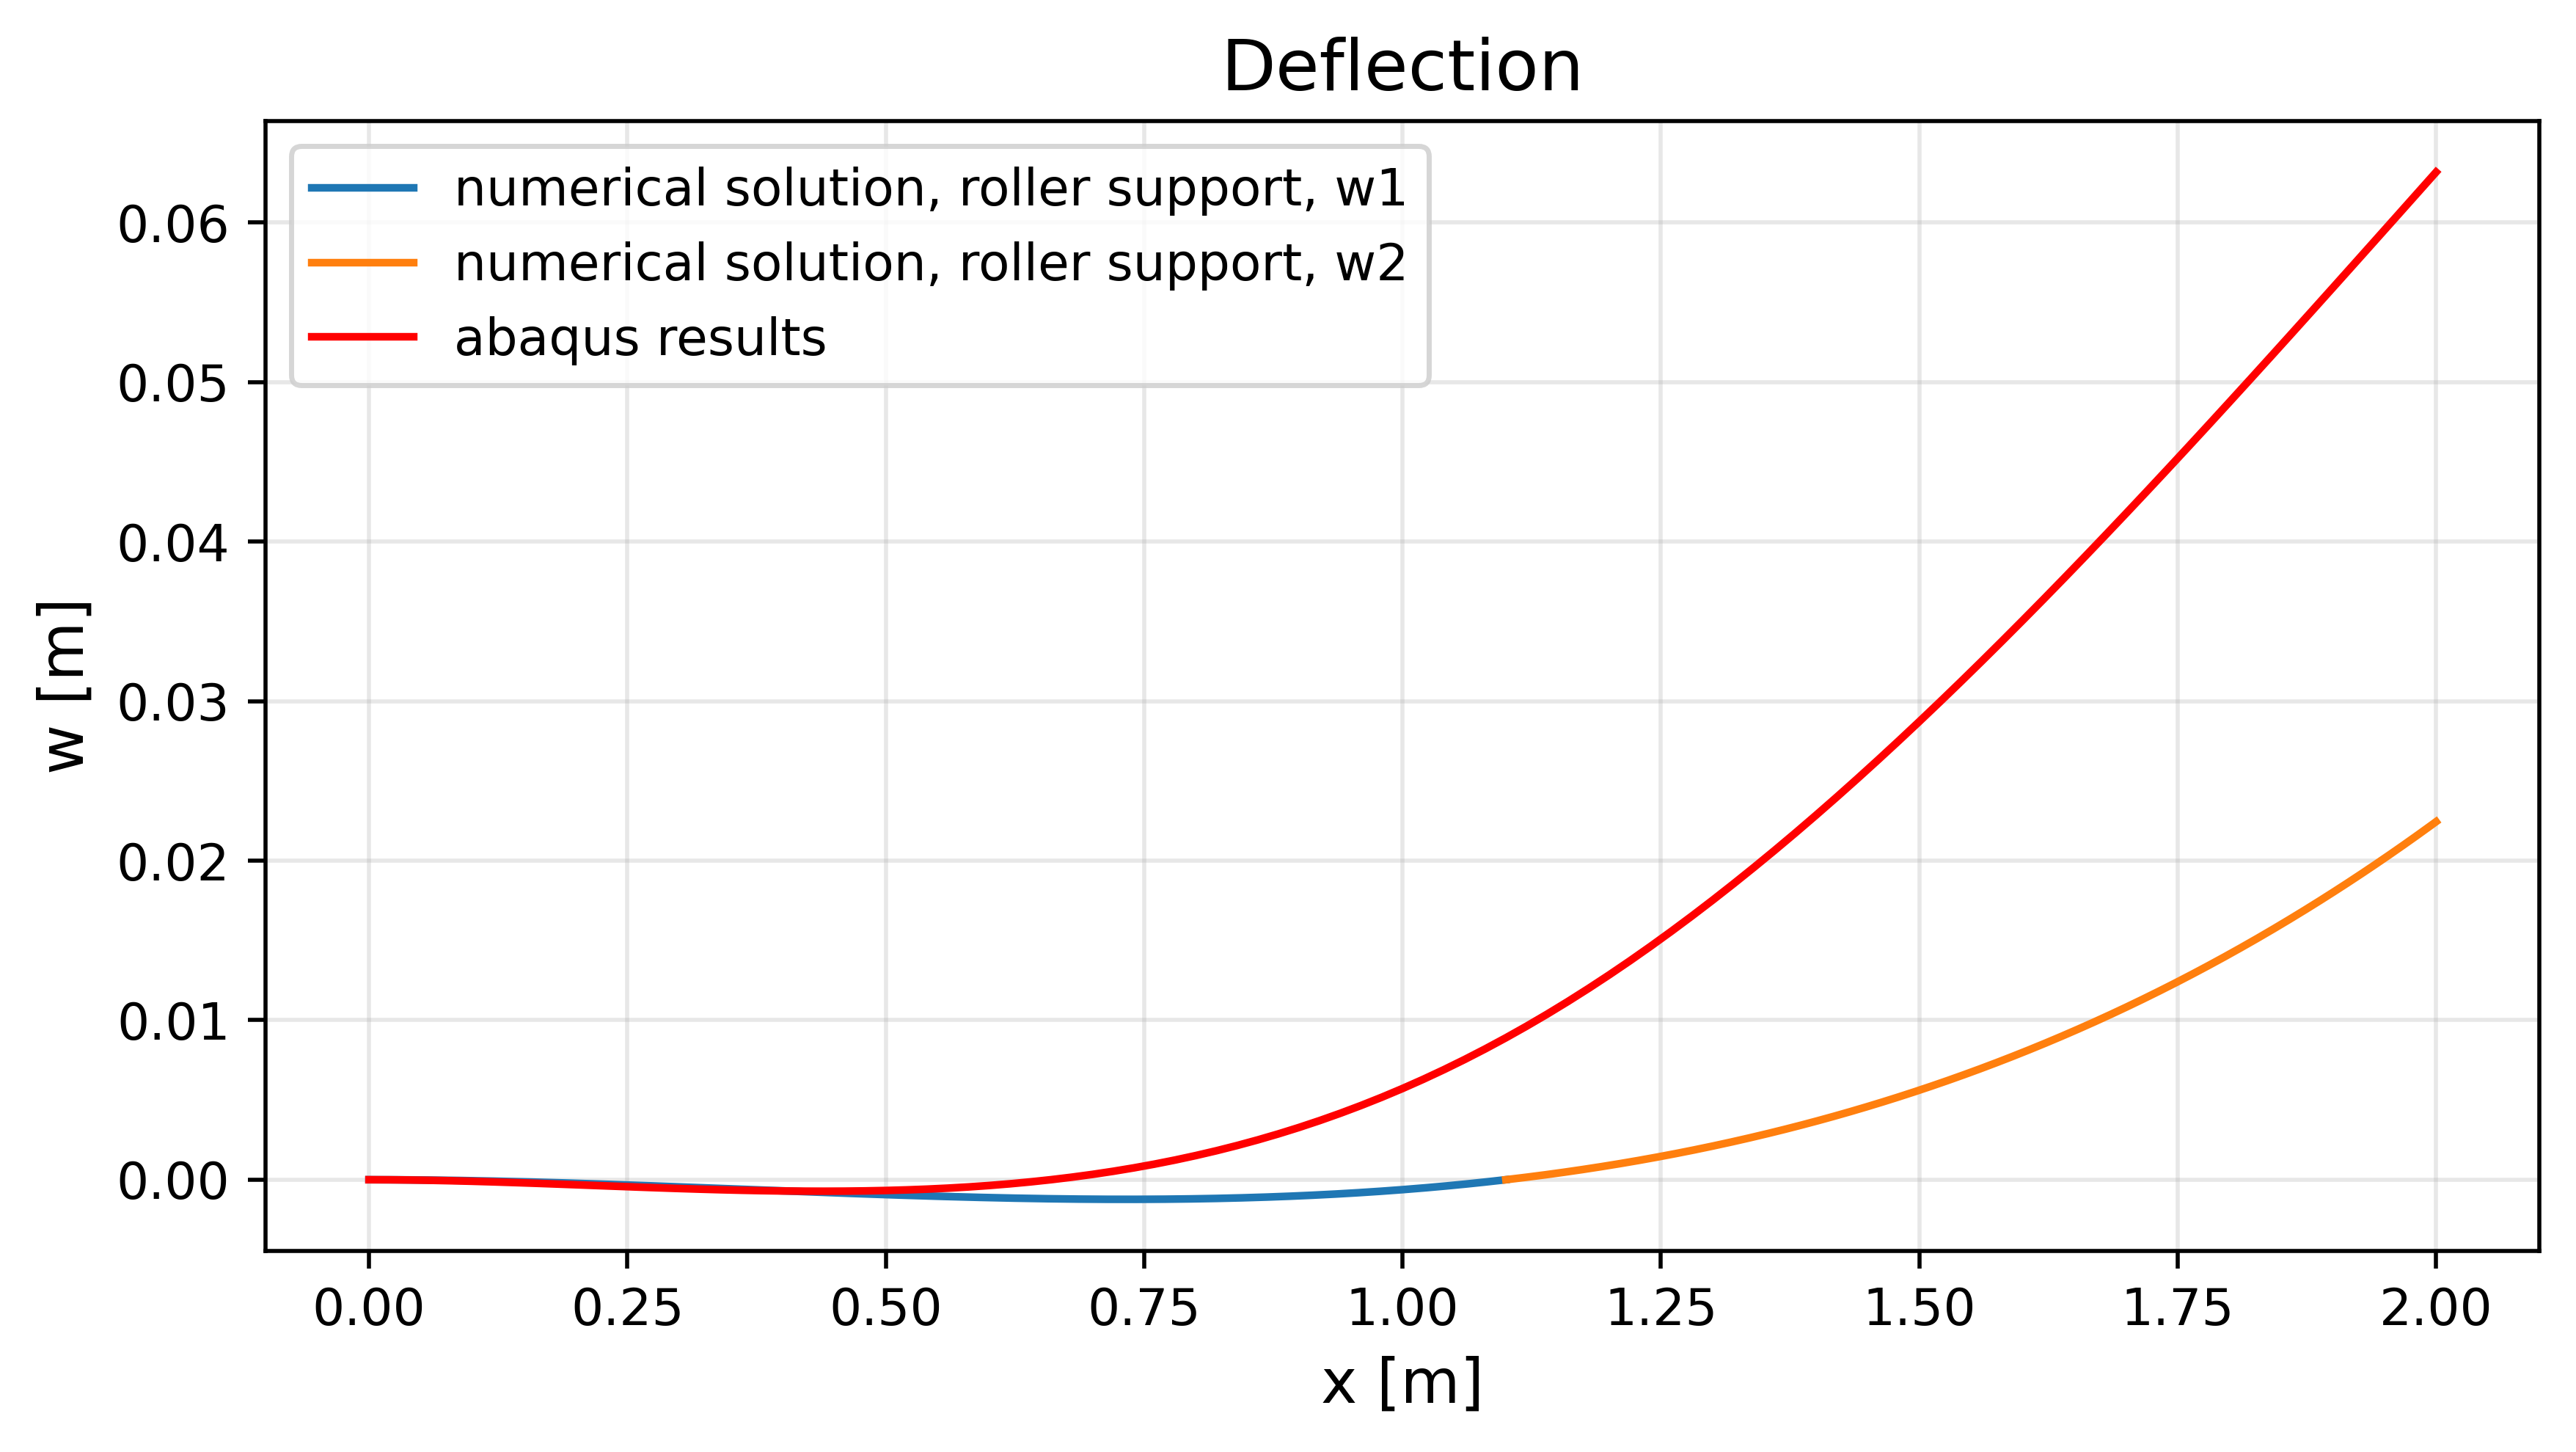 Deflection
numerical solution, roller support, w1
numerical solution, roller support, w2
abaqus results
w [m]
0.06
0.05
0.04
0.03
0.02
0.01
0.00
0.00 0.25 0.50 0.75 1.00 1.25 1.50 1.75 2.00
x [m]